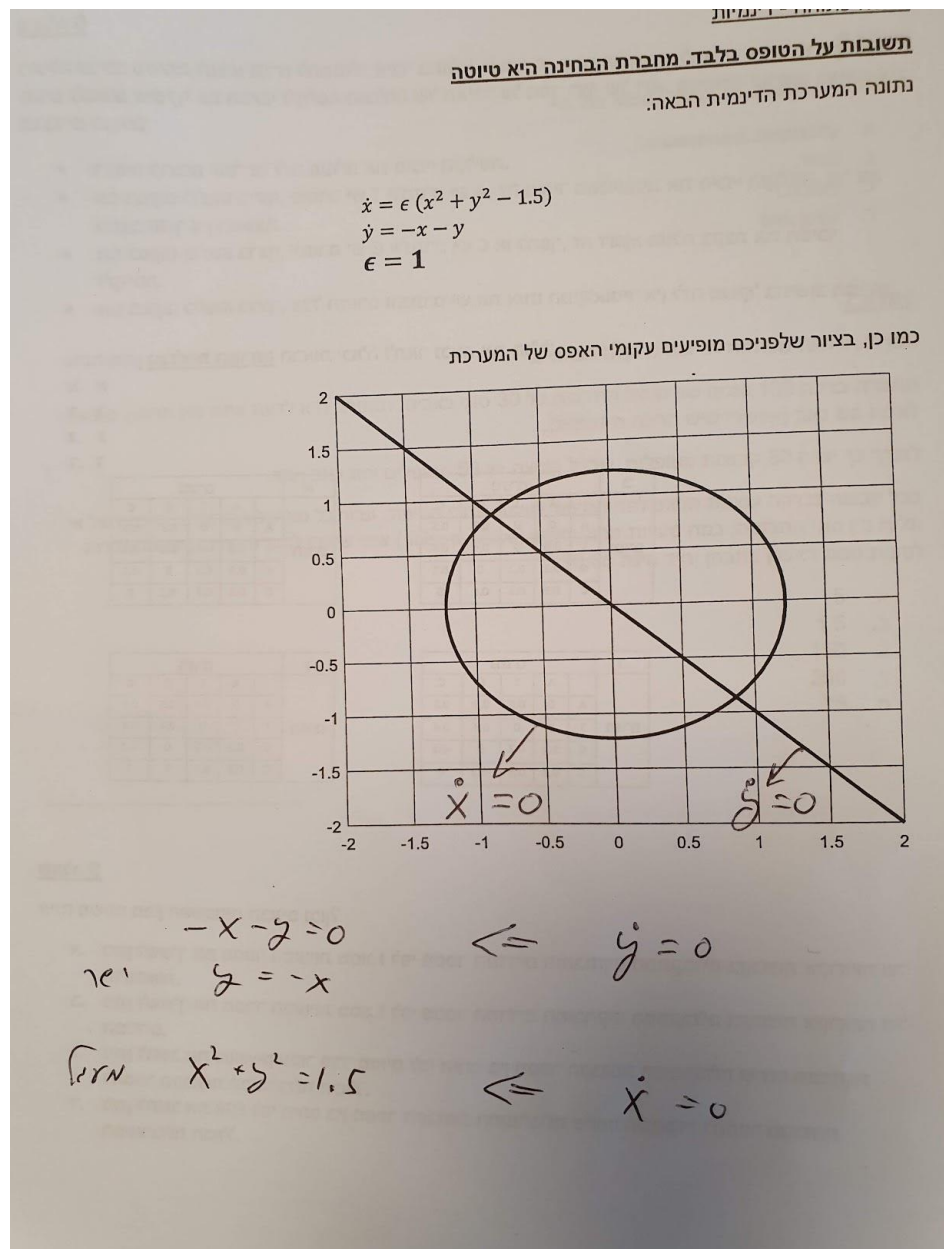 תשובות על הטופס בלבד. מחברת הבחינה היא טיוטה
נתונה המערכת הדינמית הבאה:
ẋ = ϵ (x² + y² − 1.5)
ẏ = −x − y
ϵ = 1
כמו כן, בציור שלפניכם מופיעים עקומי האפס של המערכת
2
1.5
1
0.5
0
-0.5
-1
-1.5
-2
ẋ = 0
ẏ = 0
-2 -1.5 -1 -0.5 0 0.5 1 1.5 2
-x-y=0 <= ẏ = 0
ישר y = -x
מעגל x²+y²=1.5 <= ẋ = 0